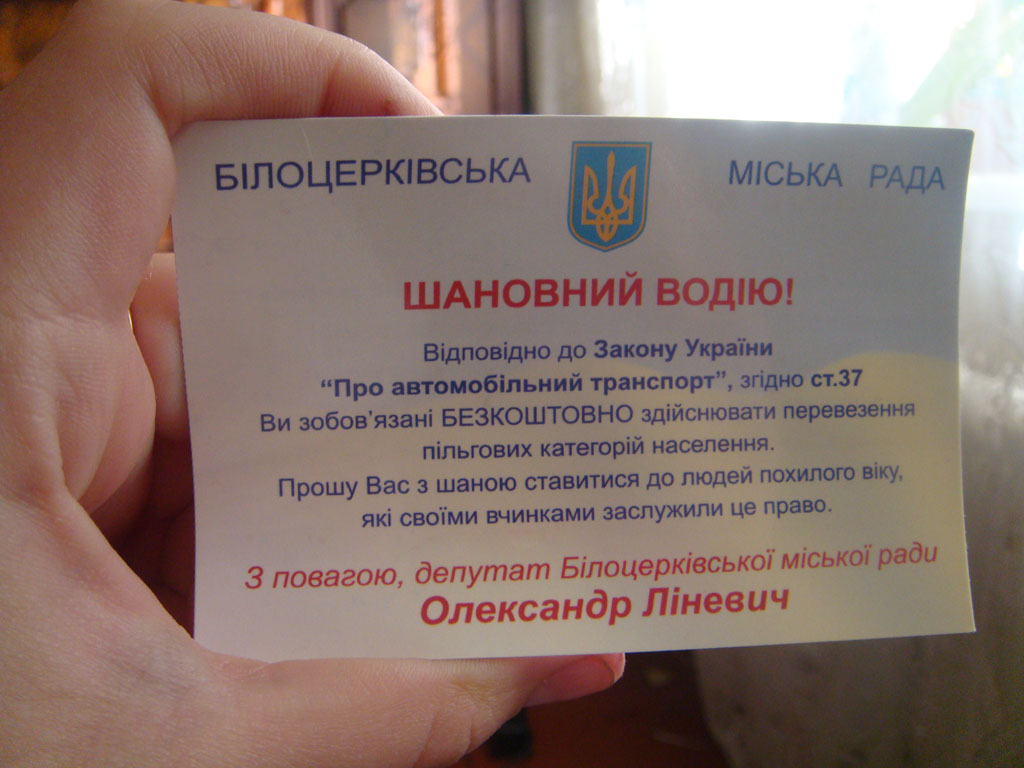 БІЛОЦЕРКІВСЬКА МІСЬКА РАДА
ШАНОВНИЙ ВОДІЮ!
Відповідно до Закону України
“Про автомобільний транспорт”, згідно ст.37
Ви зобов’язані БЕЗКОШТОВНО здійснювати перевезення
пільгових категорій населення.
Прошу Вас з шаною ставитися до людей похилого віку,
які своїми вчинками заслужили це право.
З повагою, депутат Білоцерківської міської ради
Олександр Ліневич